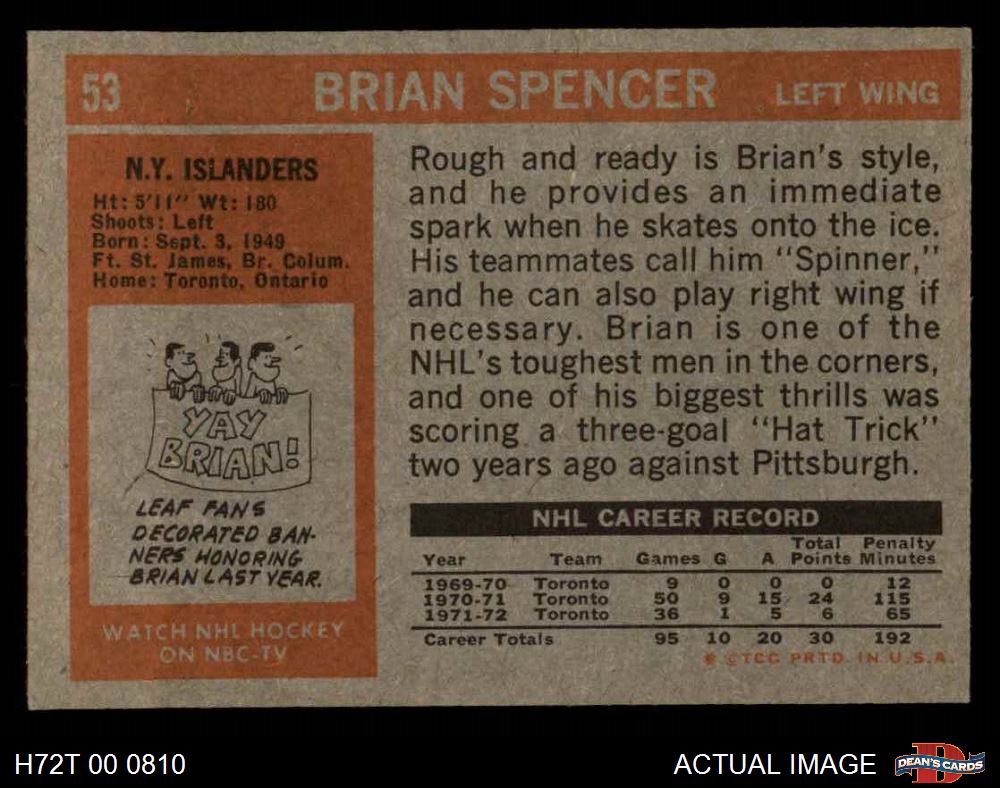 53 BRIAN SPENCER LEFT WING
N.Y. ISLANDERS
Ht: 5'11" Wt: 180
Shoots: Left
Born: Sept. 3, 1949
Ft. St. James, Br. Colum.
Home: Toronto, Ontario
YAY
BRIAN!
LEAF FANS
DECORATED BAN-
NERS HONORING
BRIAN LAST YEAR.
WATCH NHL HOCKEY
ON NBC-TV
Rough and ready is Brian's style,
and he provides an immediate
spark when he skates onto the ice.
His teammates call him "Spinner,"
and he can also play right wing if
necessary. Brian is one of the
NHL's toughest men in the corners,
and one of his biggest thrills was
scoring a three-goal "Hat Trick"
two years ago against Pittsburgh.
NHL CAREER RECORD
Year Team Games G A Total Points Penalty Minutes
1969-70 Toronto 9 0 0 0 12
1970-71 Toronto 50 9 15 24 115
1971-72 Toronto 36 1 5 6 65
Career Totals 95 10 20 30 192
* ©TCG PRTD. IN U.S.A.
H72T 00 0810 ACTUAL IMAGE
DEAN'S CARDS